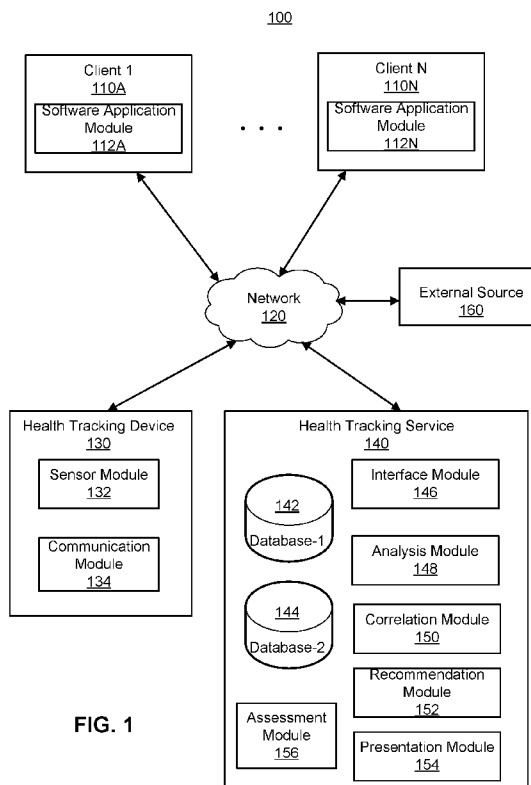 100
Client 1
110A
Software Application
Module
112A
. . .
Client N
110N
Software Application
Module
112N
Network
120
External Source
160
Health Tracking Device
130
Sensor Module
132
Communication
Module
134
Health Tracking Service
140
142
Database-1
144
Database-2
Interface Module
146
Analysis Module
148
Correlation Module
150
Recommendation
Module
152
Assessment
Module
156
Presentation Module
154
FIG. 1